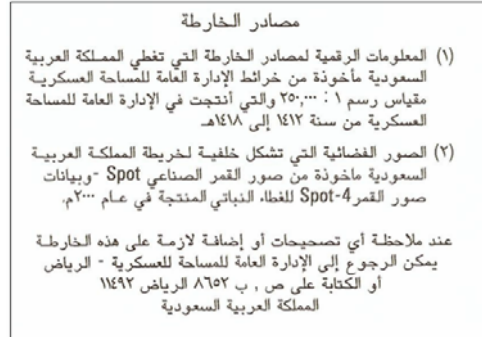 مصادر الخارطة
(١) المعلومات الرقمية لمصادر الخارطة التي تغطي المملكة العربية
السعودية مأخوذة من خرائط الإدارة العامة للمساحة العسكرية
مقياس رسم ١ : ٢٥٠,٠٠٠ والتي أنتجت في الإدارة العامة للمساحة
العسكرية من سنة ١٤١٢ إلى ١٤١٨هـ
(٢) الصور الفضائية التي تشكل خلفية لخريطة المملكة العربية
السعودية ماخوذة من صور القمر الصناعي Spot -وبيانات
صور القمر Spot-4 للغطاء النباتي المنتجة في عام ٢٠٠٠م.
عند ملاحظة أي تصحيحات أو إضافة لازمة على هذه الخارطة
يمكن الرجوع إلى الإدارة العامة للمساحة للعسكرية - الرياض
أو الكتابة على ص , ب ٨٦٥٢ الرياض ١١٤٩٢
المملكة العربية السعودية